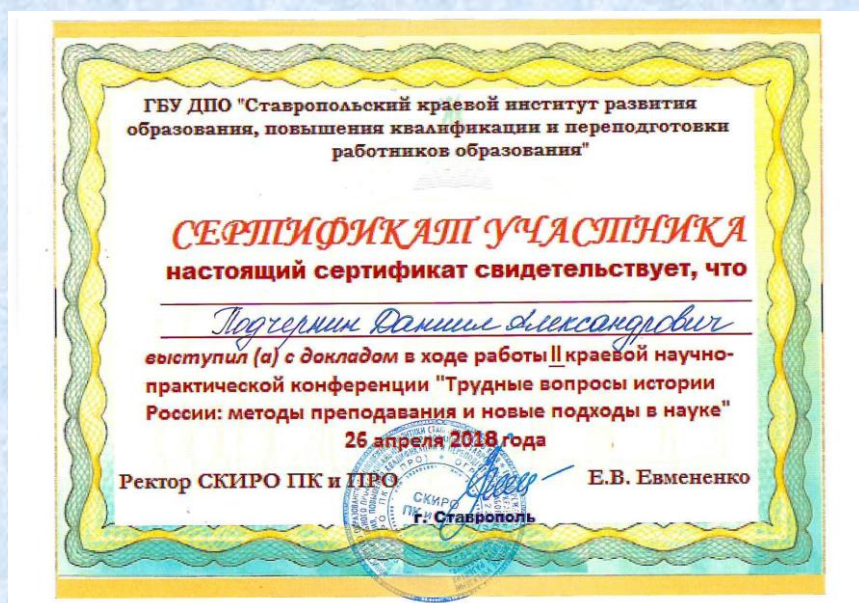 ГБУ ДПО "Ставропольский краевой институт развития
образования, повышения квалификации и переподготовки
работников образования"
СЕРТИФИКАТ УЧАСТНИКА
настоящий сертификат свидетельствует, что
Подчернин Даниил Александрович
выступил (а) с докладом в ходе работы II краевой научно-
практической конференции "Трудные вопросы истории
России: методы преподавания и новые подходы в науке"
26 апреля 2018 года
Ректор СКИРО ПК и ПРО Е.В. Евмененко
СКИРО
г. Ставрополь